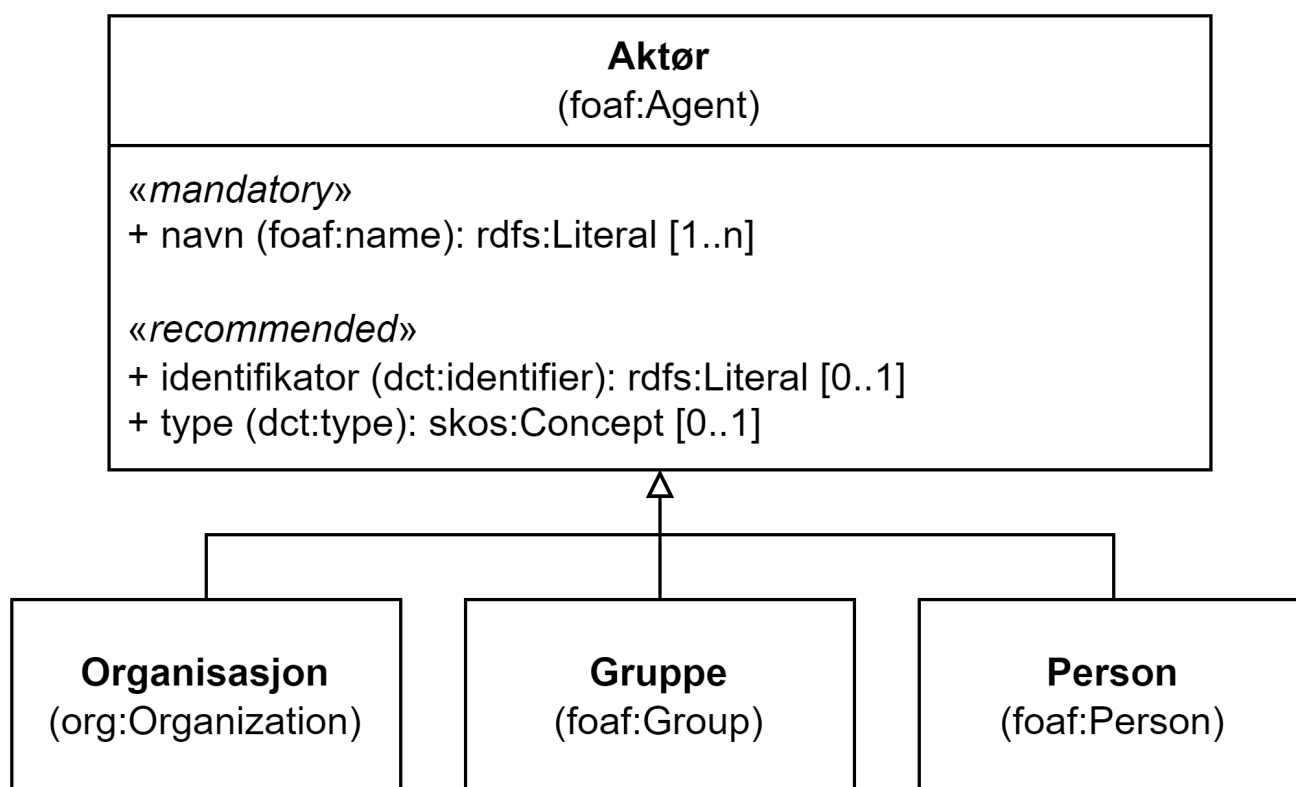 Aktør
(foaf:Agent)
«mandatory»
+ navn (foaf:name): rdfs:Literal [1..n]
«recommended»
+ identifikator (dct:identifier): rdfs:Literal [0..1]
+ type (dct:type): skos:Concept [0..1]
Organisasjon
(org:Organization)
Gruppe
(foaf:Group)
Person
(foaf:Person)